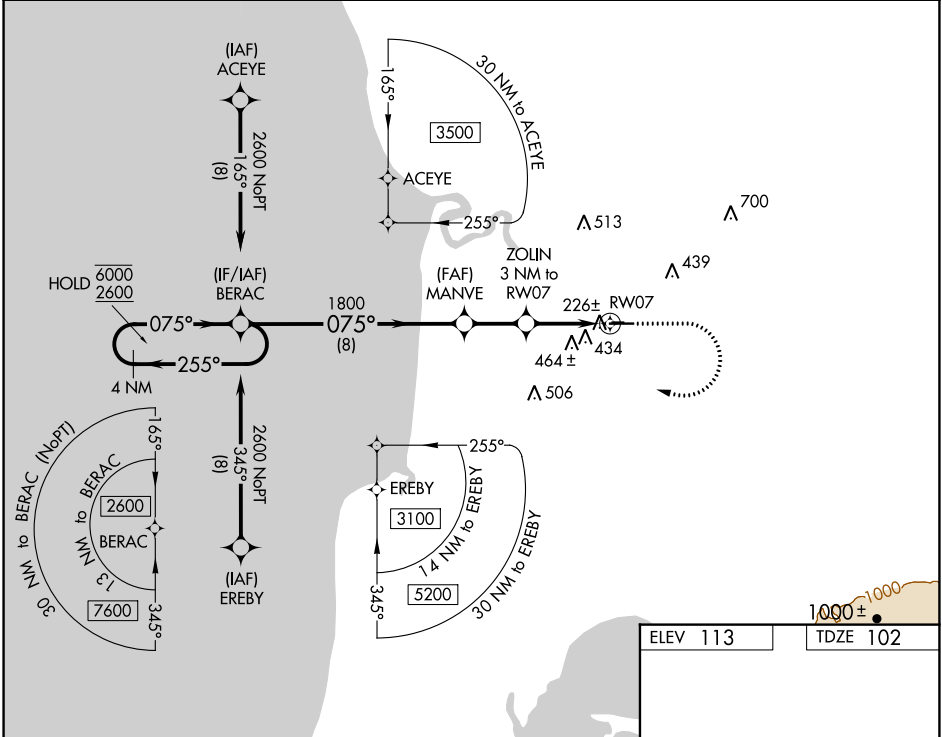 (IAF)
ACEYE
2600 NoPT
165°
(8)
165°
30 NM to ACEYE
3500
ACEYE
255°
513
700
439
HOLD
6000
2600
(IF/IAF)
BERAC
075°
255°
4 NM
1800
075°
(8)
(FAF)
MANVE
ZOLIN
3 NM to
RW07
226±
RW07
464±
434
506
2600 NoPT
345°
(8)
(IAF)
EREBY
30 NM to BERAC (NoPT)
13 NM to BERAC
165°
2600
BERAC
7600
345°
255°
EREBY
3100
14 NM to EREBY
5200
30 NM to EREBY
345°
1000
1000±
ELEV 113
TDZE 102